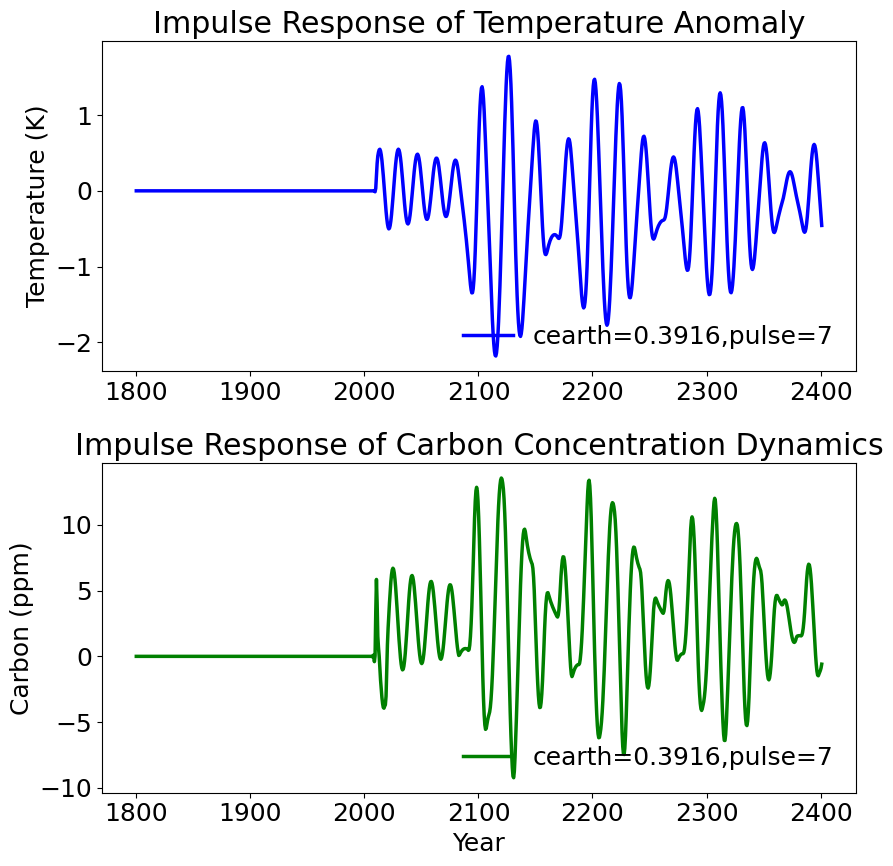 Impulse Response of Temperature Anomaly
Temperature (K)
1
0
−1
−2
cearth=0.3916,pulse=7
1800 1900 2000 2100 2200 2300 2400
Impulse Response of Carbon Concentration Dynamics
Carbon (ppm)
10
5
0
−5
−10
cearth=0.3916,pulse=7
1800 1900 2000 2100 2200 2300 2400
Year